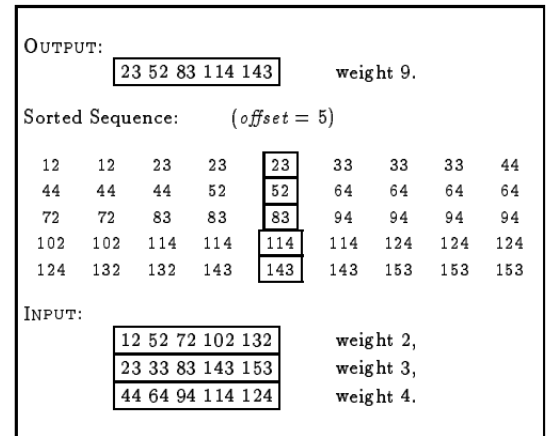 OUTPUT:
23 52 83 114 143 weight 9.
Sorted Sequence: (offset = 5)
12 12 23 23 23 33 33 33 44
44 44 44 52 52 64 64 64 64
72 72 83 83 83 94 94 94 94
102 102 114 114 114 114 124 124 124
124 132 132 143 143 143 153 153 153
INPUT:
12 52 72 102 132 weight 2,
23 33 83 143 153 weight 3,
44 64 94 114 124 weight 4.